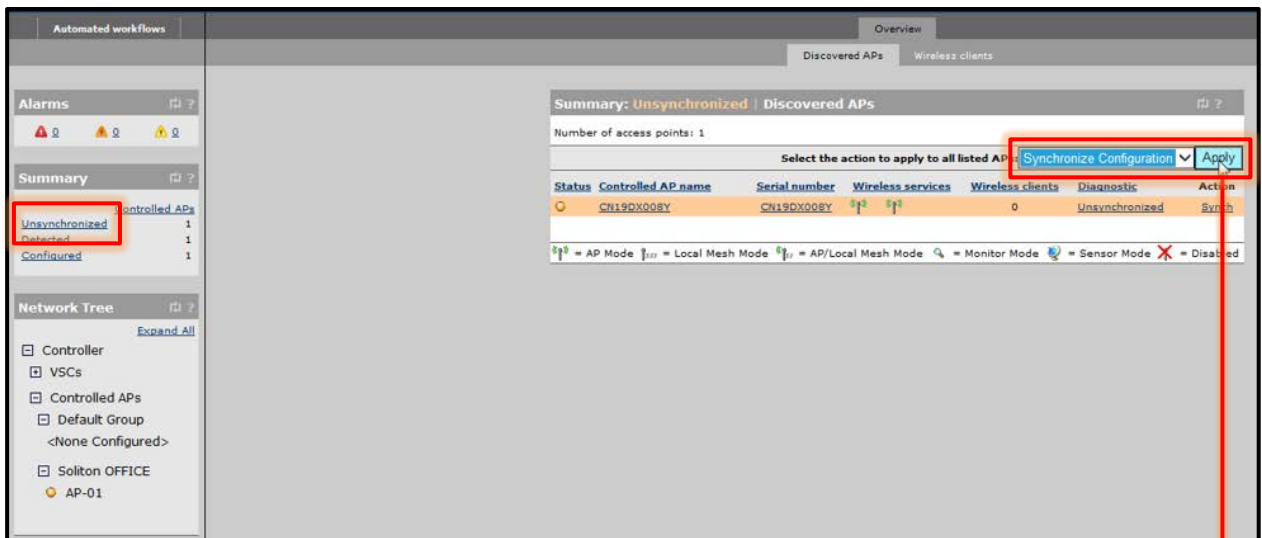 Automated workflows
Overview
Discovered APs Wireless clients
Alarms ?
0 0 0
Summary ?
Controlled APs
Unsynchronized 1
Detected 1
Configured 1
Network Tree ?
Expand All
Controller
VSCs
Controlled APs
Default Group
<None Configured>
Soliton OFFICE
AP-01
Summary: Unsynchronized | Discovered APs ?
Number of access points: 1
Select the action to apply to all listed APs: Synchronize Configuration Apply
Status Controlled AP name Serial number Wireless services Wireless clients Diagnostic Action
CN19DX008Y CN19DX008Y 0 Unsynchronized Synch
= AP Mode = Local Mesh Mode = AP/Local Mesh Mode = Monitor Mode = Sensor Mode = Disabled